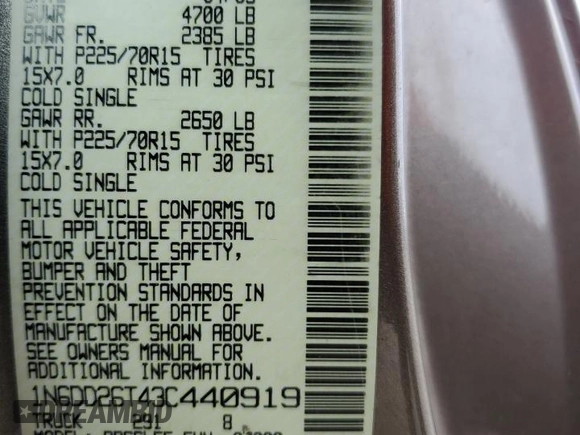 GVWR 4700 LB
GAWR FR. 2385 LB
WITH P225/70R15 TIRES
15X7.0 RIMS AT 30 PSI
COLD SINGLE
GAWR RR. 2650 LB
WITH P225/70R15 TIRES
15X7.0 RIMS AT 30 PSI
COLD SINGLE
THIS VEHICLE CONFORMS TO
ALL APPLICABLE FEDERAL
MOTOR VEHICLE SAFETY,
BUMPER AND THEFT
PREVENTION STANDARDS IN
EFFECT ON THE DATE OF
MANUFACTURE SHOWN ABOVE.
SEE OWNERS MANUAL FOR
ADDITIONAL INFORMATION.
1N6DD26T43C440919
TRUCK 291 8
EPICVIN